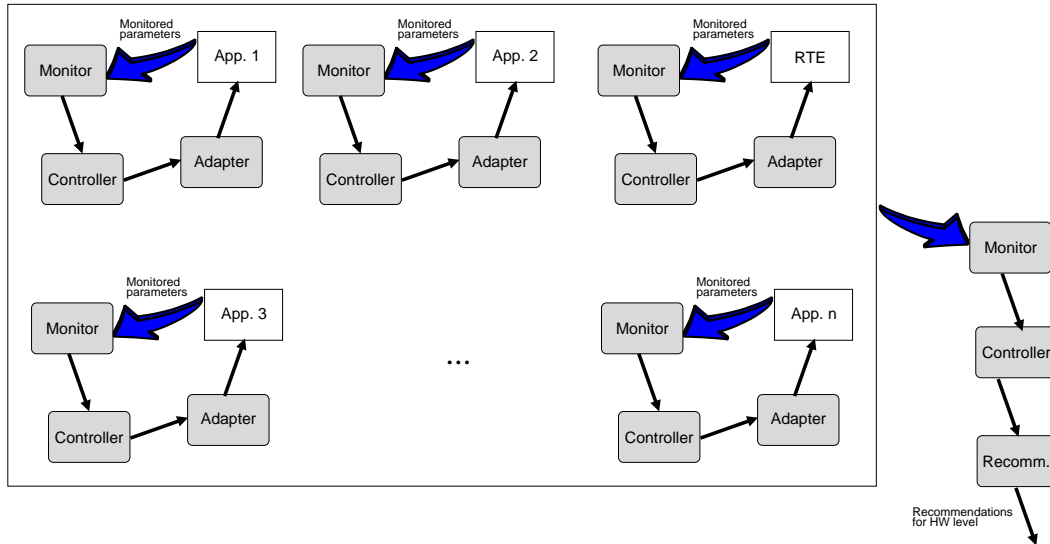 Monitored
parameters
App. 1
Monitor
Controller
Adapter
Monitored
parameters
App. 2
Monitor
Controller
Adapter
Monitored
parameters
RTE
Monitor
Controller
Adapter
Monitored
parameters
App. 3
Monitor
Controller
Adapter
...
Monitored
parameters
App. n
Monitor
Controller
Adapter
Monitor
Controller
Recomm.
Recommendations
for HW level